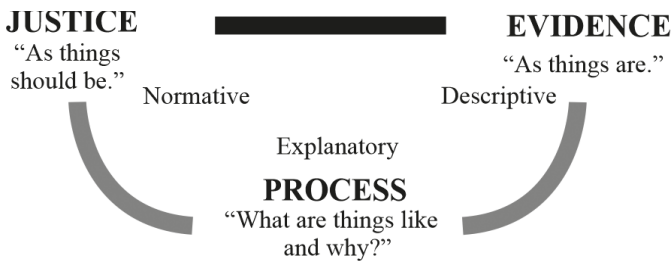 JUSTICE
“As things
should be.”
EVIDENCE
“As things are.”
Normative
Descriptive
Explanatory
PROCESS
“What are things like
and why?”